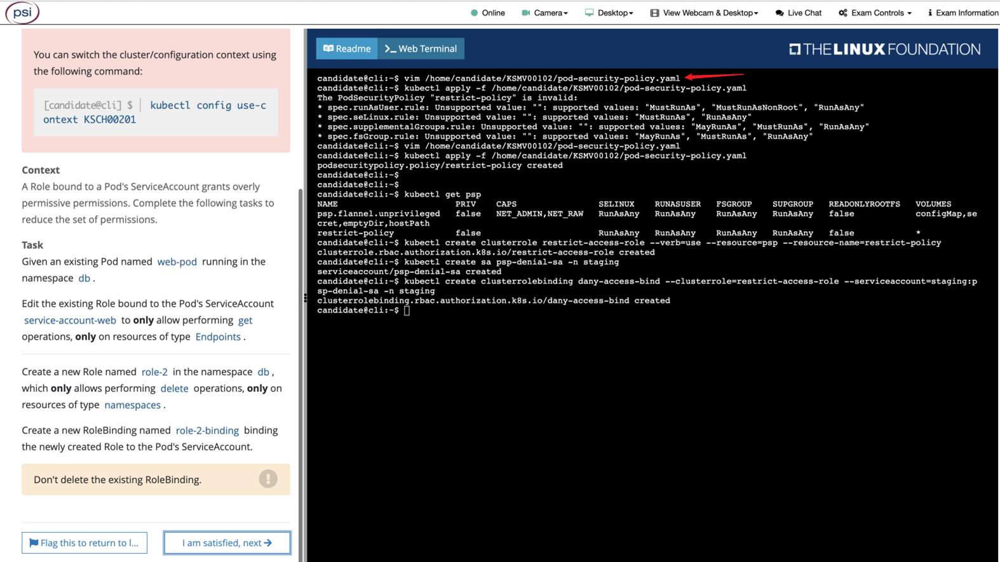 psi
Online
Camera
Desktop
View Webcam & Desktop
Live Chat
Exam Controls
Exam Information
You can switch the cluster/configuration context using
the following command:
[candidate@cli] $ | kubectl config use-c
ontext KSCH00201
Context
A Role bound to a Pod's ServiceAccount grants overly
permissive permissions. Complete the following tasks to
reduce the set of permissions.
Task
Given an existing Pod named web-pod running in the
namespace db .
Edit the existing Role bound to the Pod's ServiceAccount
service-account-web to only allow performing get
operations, only on resources of type Endpoints .
Create a new Role named role-2 in the namespace db ,
which only allows performing delete operations, only on
resources of type namespaces .
Create a new RoleBinding named role-2-binding binding
the newly created Role to the Pod's ServiceAccount.
Don't delete the existing RoleBinding.
Flag this to return to l...
I am satisfied, next
Readme
Web Terminal
THE LINUX FOUNDATION
candidate@cli:~$ vim /home/candidate/KSMV00102/pod-security-policy.yaml
candidate@cli:~$ kubectl apply -f /home/candidate/KSMV00102/pod-security-policy.yaml
The PodSecurityPolicy "restrict-policy" is invalid:
* spec.runAsUser.rule: Unsupported value: "": supported values: "MustRunAs", "MustRunAsNonRoot", "RunAsAny"
* spec.seLinux.rule: Unsupported value: "": supported values: "MustRunAs", "RunAsAny"
* spec.supplementalGroups.rule: Unsupported value: "": supported values: "MayRunAs", "MustRunAs", "RunAsAny"
* spec.fsGroup.rule: Unsupported value: "": supported values: "MayRunAs", "MustRunAs", "RunAsAny"
candidate@cli:~$ vim /home/candidate/KSMV00102/pod-security-policy.yaml
candidate@cli:~$ kubectl apply -f /home/candidate/KSMV00102/pod-security-policy.yaml
podsecuritypolicy.policy/restrict-policy created
candidate@cli:~$
candidate@cli:~$
candidate@cli:~$ kubectl get psp
NAME PRIV CAPS SELINUX RUNASUSER FSGROUP SUPGROUP READONLYROOTFS VOLUMES
psp.flannel.unprivileged false NET_ADMIN,NET_RAW RunAsAny RunAsAny RunAsAny RunAsAny false configMap,se
cret,emptyDir,hostPath
restrict-policy false RunAsAny RunAsAny RunAsAny RunAsAny false *
candidate@cli:~$ kubectl create clusterrole restrict-access-role --verb=use --resource=psp --resource-name=restrict-policy
clusterrole.rbac.authorization.k8s.io/restrict-access-role created
candidate@cli:~$ kubectl create sa psp-denial-sa -n staging
serviceaccount/psp-denial-sa created
candidate@cli:~$ kubectl create clusterrolebinding dany-access-bind --clusterrole=restrict-access-role --serviceaccount=staging:p
sp-denial-sa -n staging
clusterrolebinding.rbac.authorization.k8s.io/dany-access-bind created
candidate@cli:~$